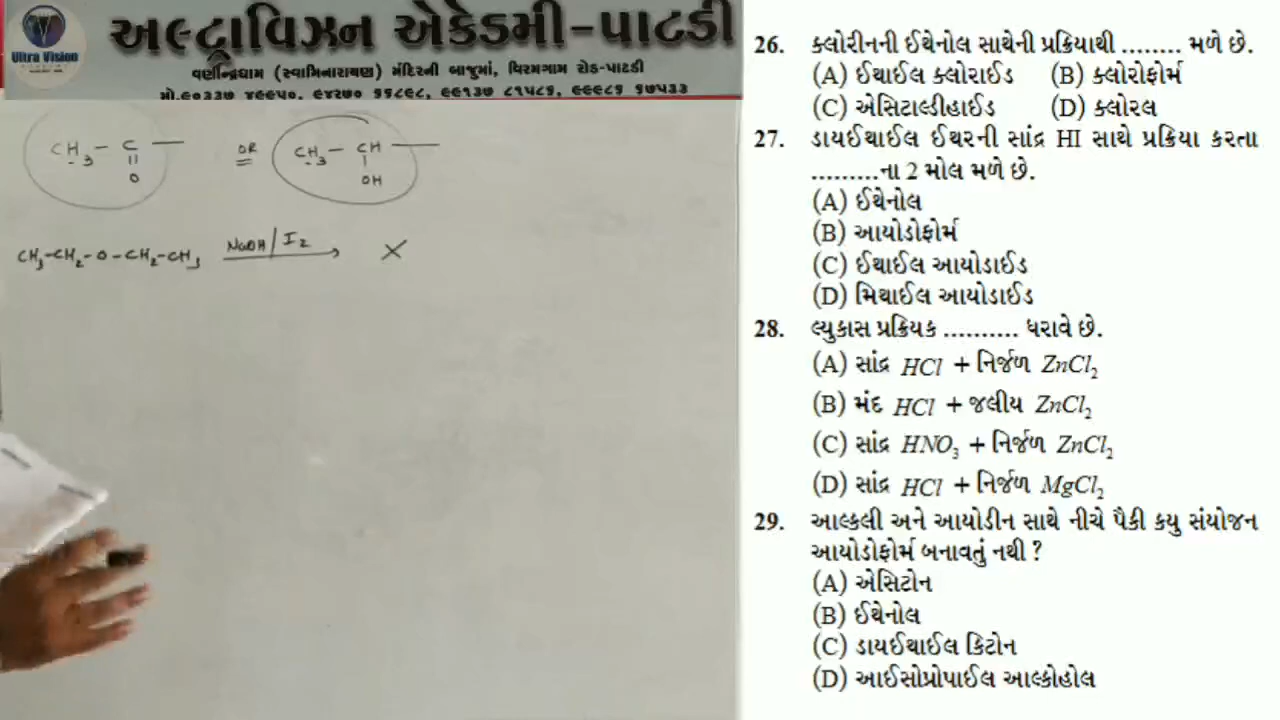 Ultra Vision
અલ્ટ્રાવિઝન એકેડમી-પાટડી
વર્ણીન્દ્રધામ (સ્વામિનારાયણ) મંદિરની બાજુમાં, વિરમગામ રોડ-પાટડી
CH3 - C -
||
O
OR
CH3 - CH -
|
OH
CH3-CH2-O-CH2-CH3 NaOH/I2 → ×
26. ક્લોરીનની ઈથેનોલ સાથેની પ્રક્રિયાથી ........ મળે છે.
(A) ઈથાઈલ ક્લોરાઈડ (B) ક્લોરોફોર્મ
(C) એસિટાલ્ડીહાઈડ (D) ક્લોરલ
27. ડાયઈથાઈલ ઈથરની સાંદ્ર HI સાથે પ્રક્રિયા કરતા
.........ના 2 મોલ મળે છે.
(A) ઈથેનોલ
(B) આયોડોફોર્મ
(C) ઈથાઈલ આયોડાઈડ
(D) મિથાઈલ આયોડાઈડ
28. લ્યુકાસ પ્રક્રિયક .......... ધરાવે છે.
(A) સાંદ્ર HCl + નિર્જળ ZnCl2
(B) મંદ HCl + જલીય ZnCl2
(C) સાંદ્ર HNO3 + નિર્જળ ZnCl2
(D) સાંદ્ર HCl + નિર્જળ MgCl2
29. આલ્કલી અને આયોડીન સાથે નીચે પૈકી કયુ સંયોજન
આયોડોફોર્મ બનાવતું નથી ?
(A) એસિટોન
(B) ઈથેનોલ
(C) ડાયઈથાઈલ કિટોન
(D) આઈસોપ્રોપાઈલ આલ્કોહોલ